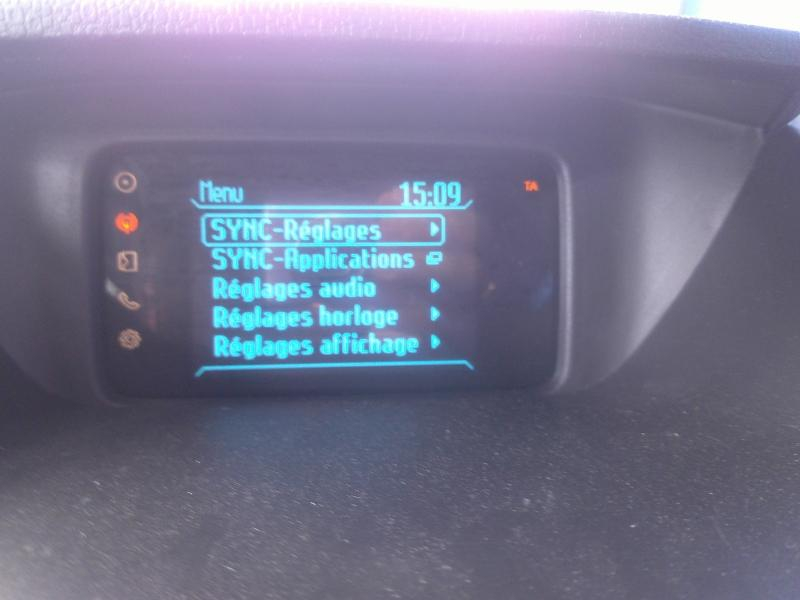 Menu 15:09 TA
SYNC-Réglages
SYNC-Applications
Réglages audio
Réglages horloge
Réglages affichage